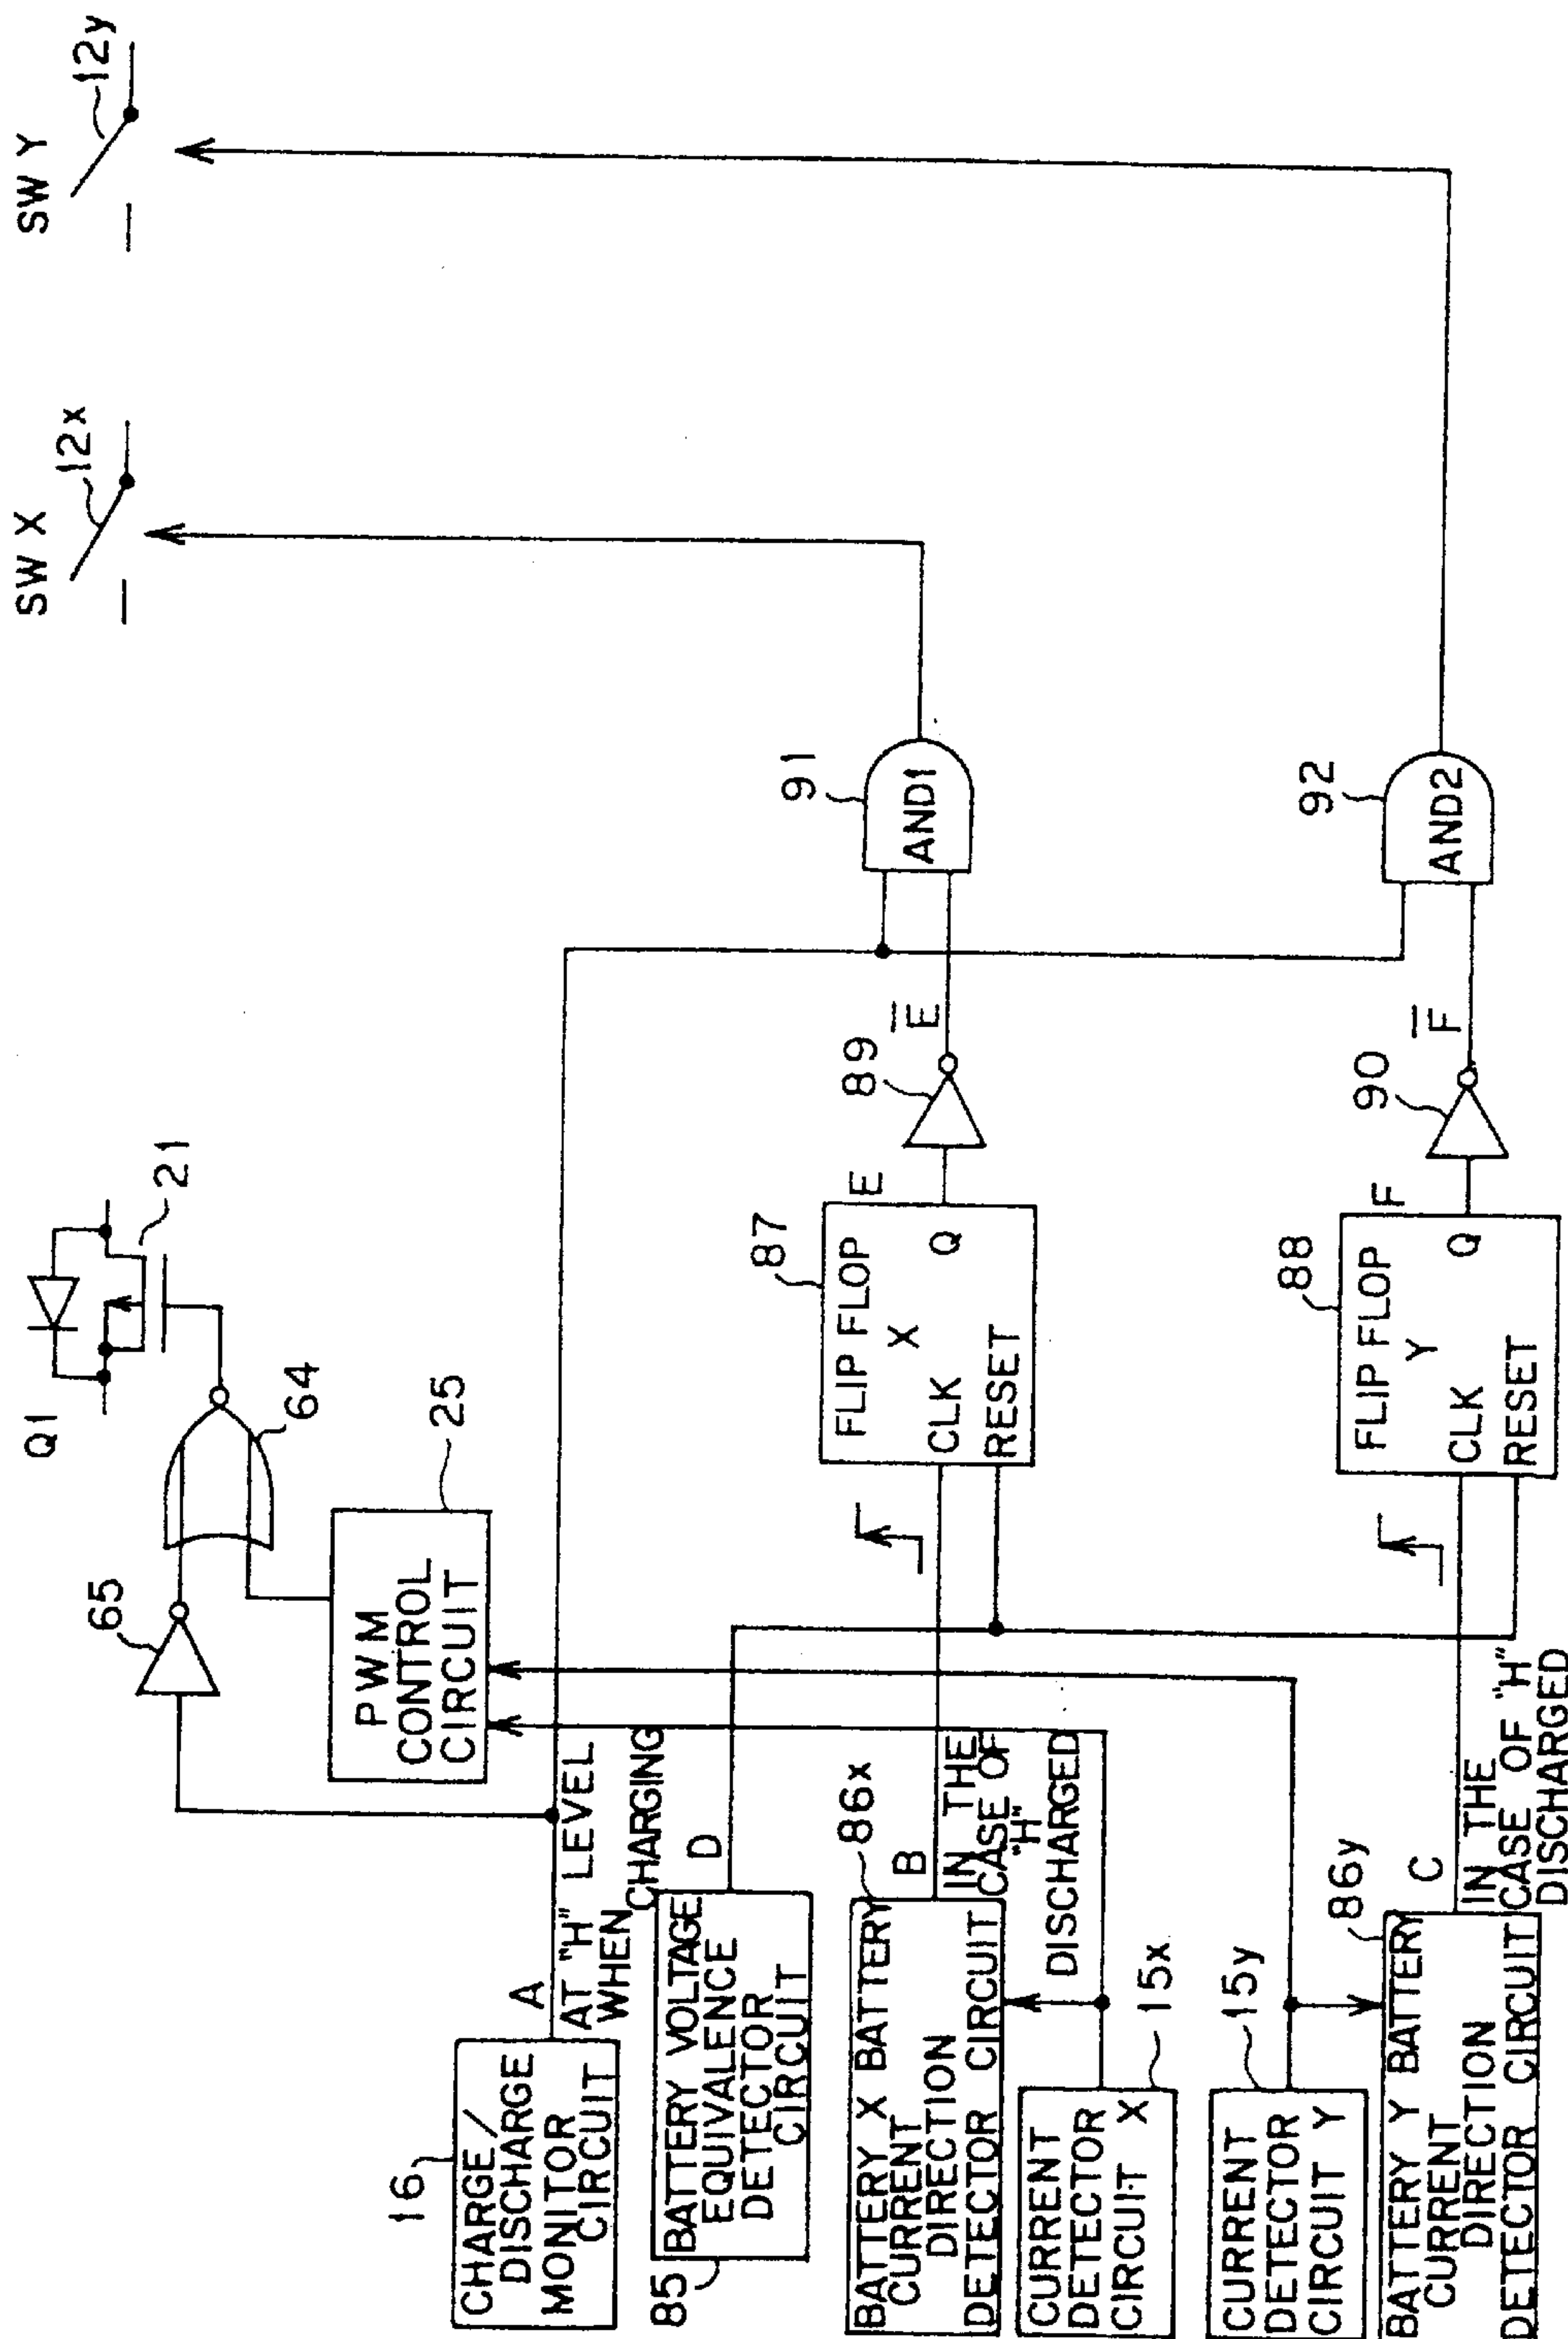 SW X
12x
SW Y
12y
Q1
21
64
65
25
PWM
CONTROL
CIRCUIT
91
AND1
92
AND2
E
89
E
F
90
F
87
FLIP FLOP
X
CLK
Q
RESET
88
FLIP FLOP
Y
CLK
Q
RESET
16
CHARGE/
DISCHARGE
MONITOR
CIRCUIT
A
AT "H" LEVEL
WHEN CHARGING
85
BATTERY VOLTAGE
EQUIVALENCE
DETECTOR
CIRCUIT
D
86x
BATTERY X BATTERY
CURRENT
DIRECTION
DETECTOR CIRCUIT
B
IN THE
CASE OF
"H"
DISCHARGED
CURRENT
DETECTOR
CIRCUIT X
15x
CURRENT
DETECTOR
CIRCUIT Y
15y
86y
BATTERY Y BATTERY
CURRENT
DIRECTION
DETECTOR CIRCUIT
C
IN THE
CASE OF "H"
DISCHARGED